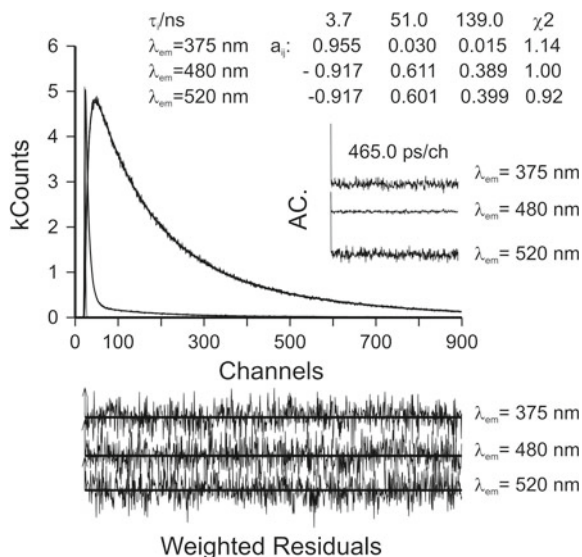 τi/ns 3.7 51.0 139.0 χ2
λem=375 nm aij: 0.955 0.030 0.015 1.14
λem=480 nm - 0.917 0.611 0.389 1.00
λem=520 nm -0.917 0.601 0.399 0.92
6
5
4
3
2
1
0
kCounts
465.0 ps/ch
AC.
λem= 375 nm
λem= 480 nm
λem= 520 nm
0 100 300 500 700 900
Channels
λem= 375 nm
λem= 480 nm
λem= 520 nm
Weighted Residuals